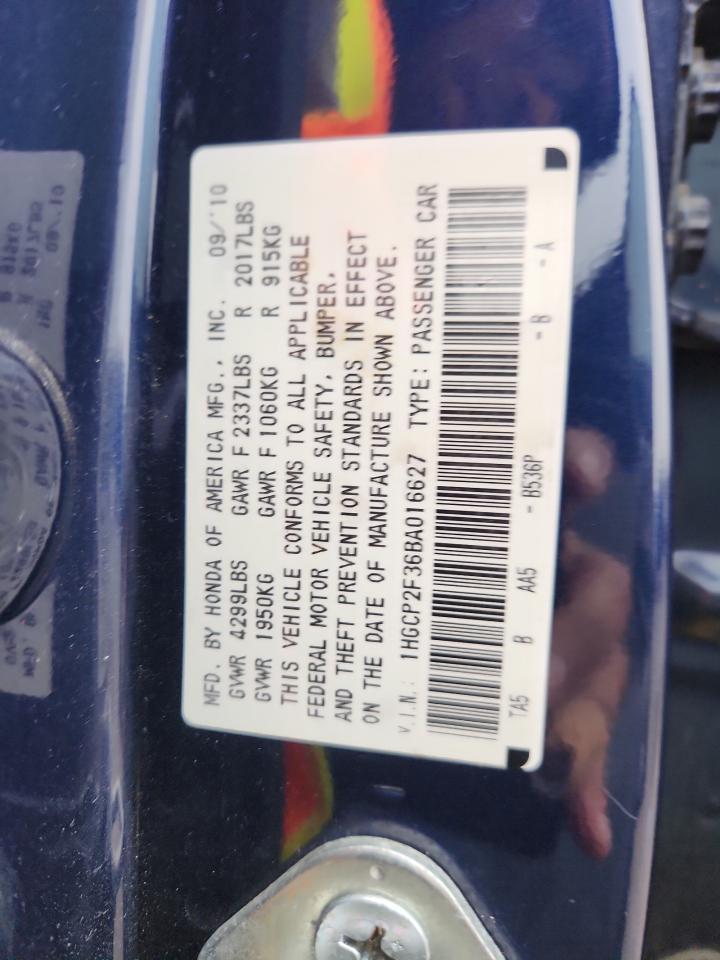 MFD. BY HONDA OF AMERICA MFG., INC. 09/'10
GVWR 4299LBS GAWR F 2337LBS R 2017LBS
GVWR 1950KG GAWR F 1060KG R 915KG
THIS VEHICLE CONFORMS TO ALL APPLICABLE
FEDERAL MOTOR VEHICLE SAFETY, BUMPER,
AND THEFT PREVENTION STANDARDS IN EFFECT
ON THE DATE OF MANUFACTURE SHOWN ABOVE.
V.I.N.: 1HGCP2F36BA016627 TYPE: PASSENGER CAR
TA5 B AA5 - B536P - B - A